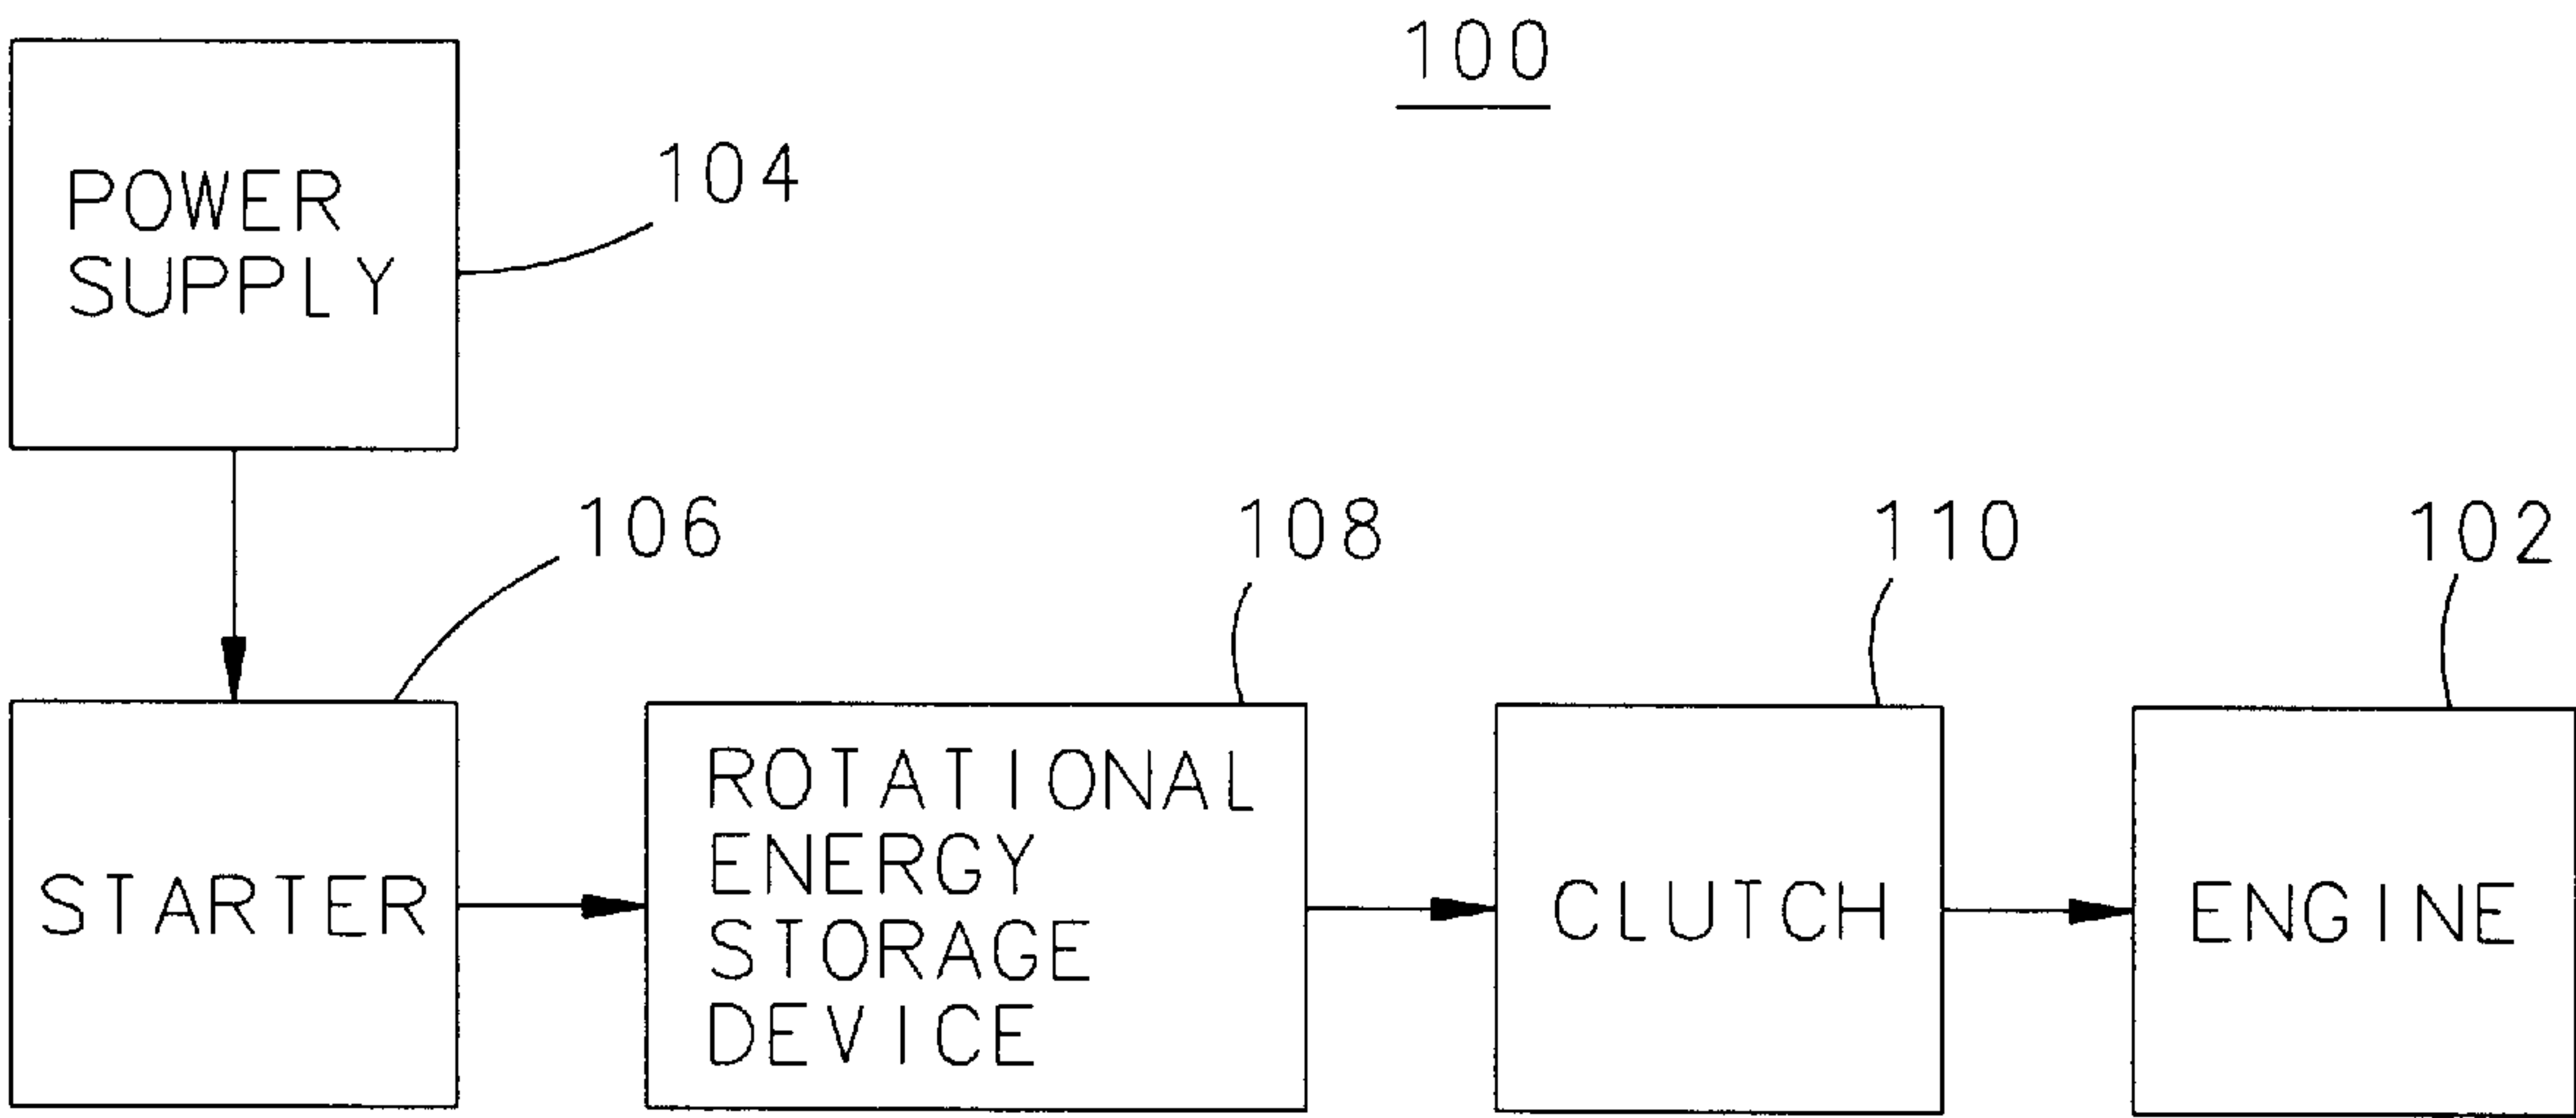 100
POWER
SUPPLY
104
106
108
110
102
STARTER
ROTATIONAL
ENERGY
STORAGE
DEVICE
CLUTCH
ENGINE